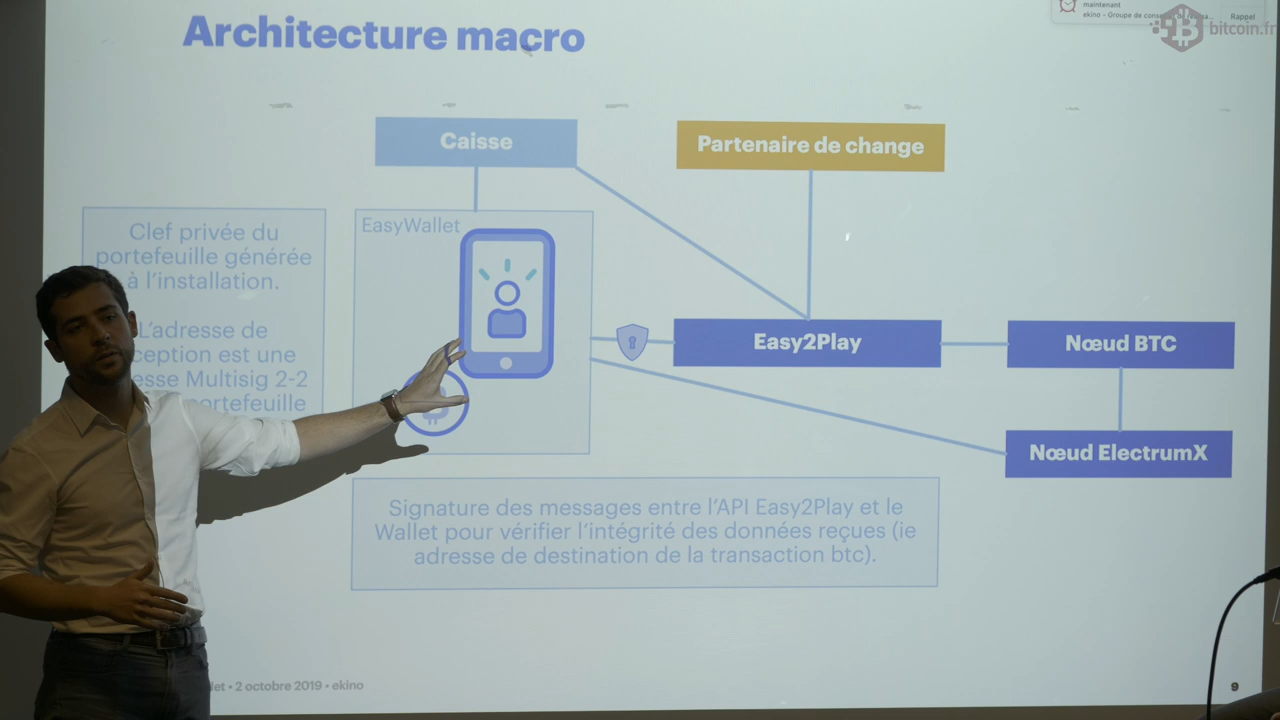 Architecture macro
maintenant
ekino - Groupe de
Rappel
bitcoin.fr
Caisse
Partenaire de change
Clef privée du
portefeuille générée
à l'installation.
L'adresse de
ception est une
esse Multisig 2-2
portefeuille
EasyWallet
Easy2Play
Nœud BTC
Nœud ElectrumX
Signature des messages entre l'API Easy2Play et le
Wallet pour vérifier l'intégrité des données reçues (ie
adresse de destination de la transaction btc).
let • 2 octobre 2019 • ekino
9